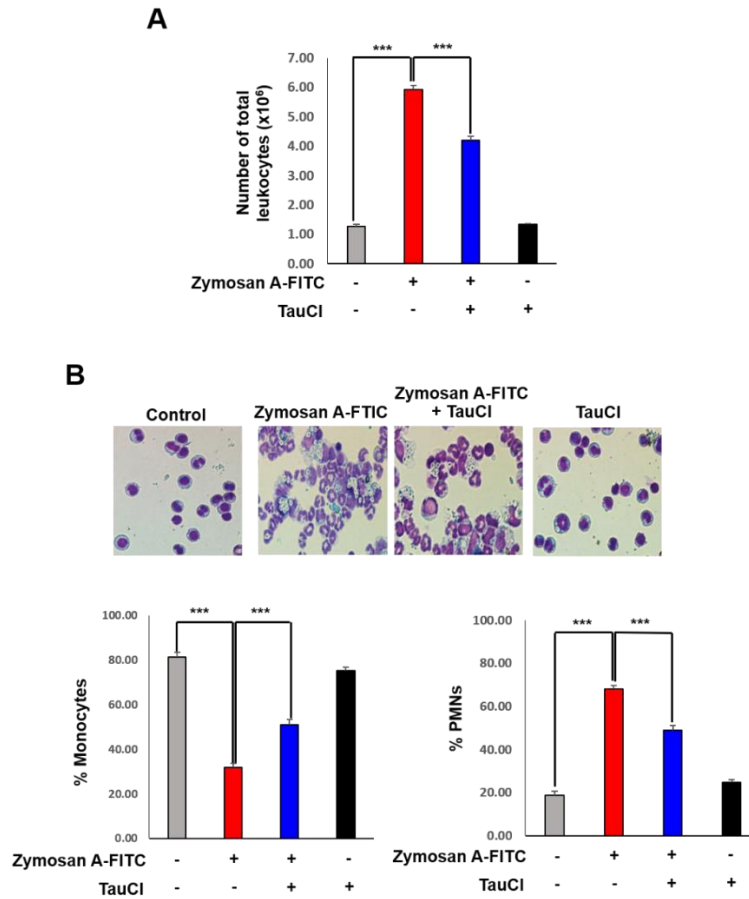 A
*** ***
7.00
6.00
5.00
4.00
3.00
2.00
1.00
0.00
Number of total
leukocytes (x10⁶)
Zymosan A-FITC - + + -
TauCl - - + +
B
Control
Zymosan A-FTIC
Zymosan A-FITC
+ TauCl
TauCl
*** ***
100.00
80.00
60.00
40.00
20.00
0.00
% Monocytes
Zymosan A-FITC - + + -
TauCl - - + +
*** ***
100.00
80.00
60.00
40.00
20.00
0.00
% PMNs
Zymosan A-FITC - + + -
TauCl - - + +